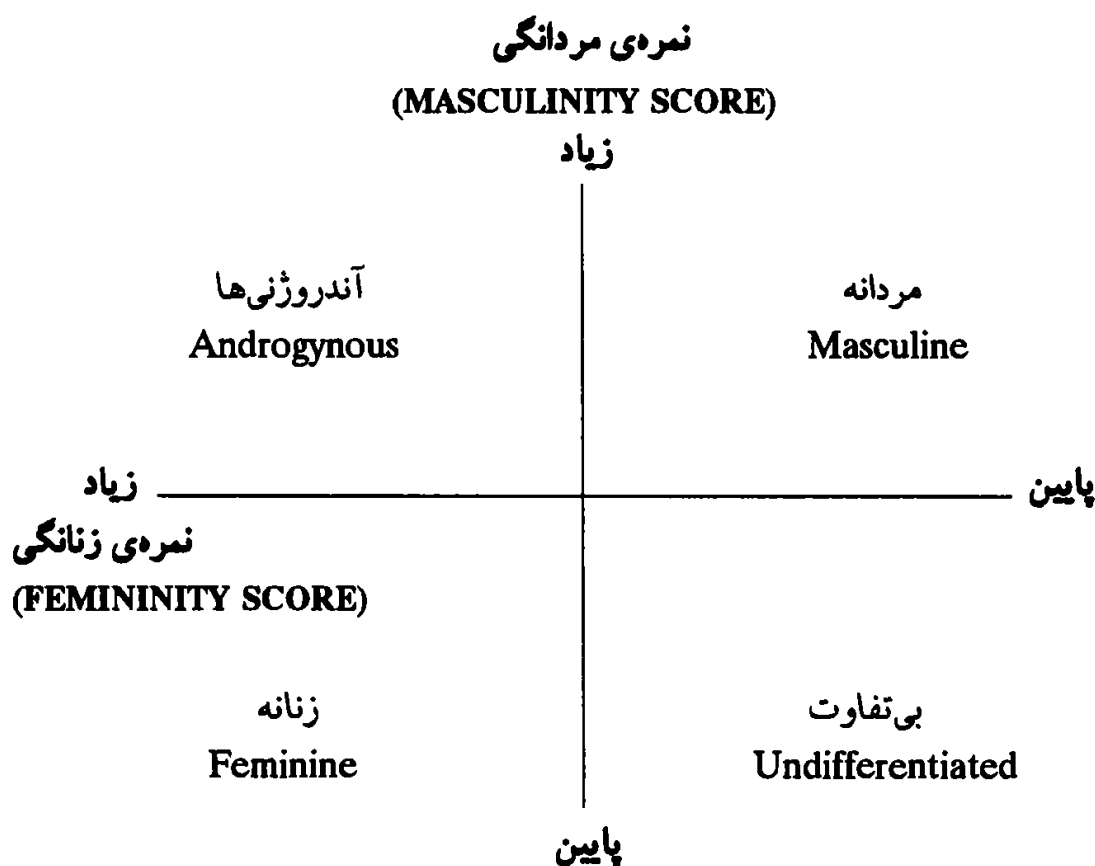 نمره‌ی مردانگی
(MASCULINITY SCORE)
زیاد
آندروژنی‌ها
Androgynous
مردانه
Masculine
زیاد
پایین
نمره‌ی زنانگی
(FEMININITY SCORE)
زنانه
Feminine
بی‌تفاوت
Undifferentiated
پایین